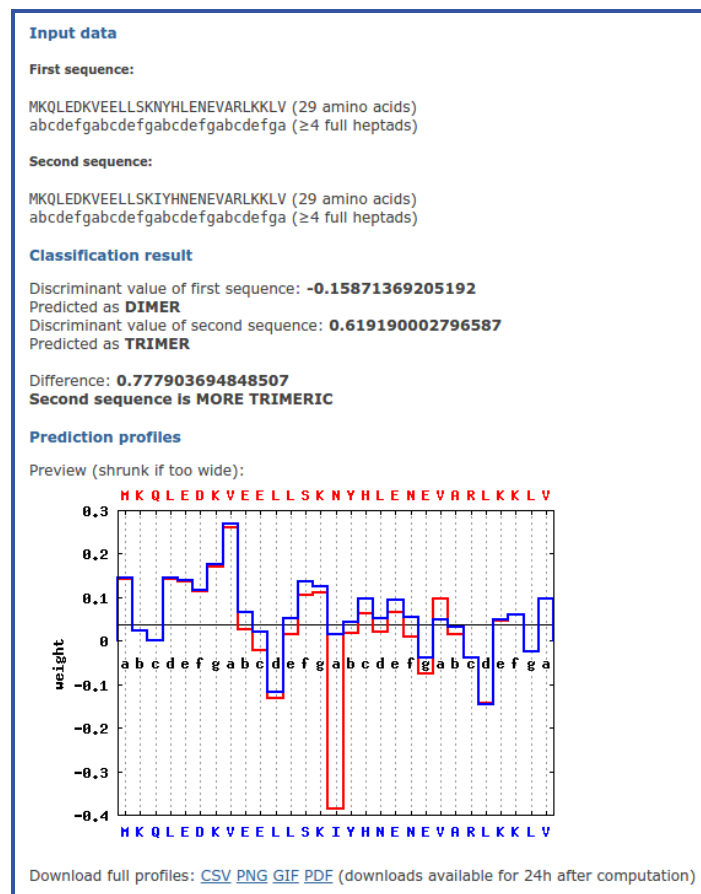 Input data
First sequence:
MKQLEDKVEELLSKNYHLENEVARLKKLV (29 amino acids)
abcdefgabcdefgabcdefgabcdefga (≥4 full heptads)
Second sequence:
MKQLEDKVEELLSKIYHNENEVARLKKLV (29 amino acids)
abcdefgabcdefgabcdefgabcdefga (≥4 full heptads)
Classification result
Discriminant value of first sequence: -0.15871369205192
Predicted as DIMER
Discriminant value of second sequence: 0.619190002796587
Predicted as TRIMER
Difference: 0.777903694848507
Second sequence is MORE TRIMERIC
Prediction profiles
Preview (shrunk if too wide):
M K Q L E D K V E E L L S K N Y H L E N E V A R L K K L V
0.3
0.2
0.1
0
weight
a b c d e f g a b c d e f g a b c d e f g a b c d e f g a
-0.1
-0.2
-0.3
-0.4
M K Q L E D K V E E L L S K I Y H N E N E V A R L K K L V
Download full profiles: CSV PNG GIF PDF (downloads available for 24h after computation)